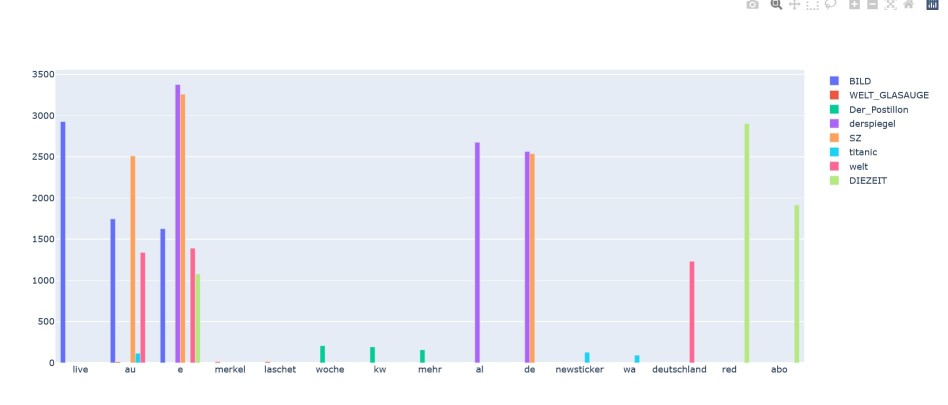 3500
3000
2500
2000
1500
1000
500
0
live au e merkel laschet woche kw mehr al de newsticker wa deutschland red abo
BILD
WELT_GLASAUGE
Der_Postillon
derspiegel
SZ
titanic
welt
DIEZEIT